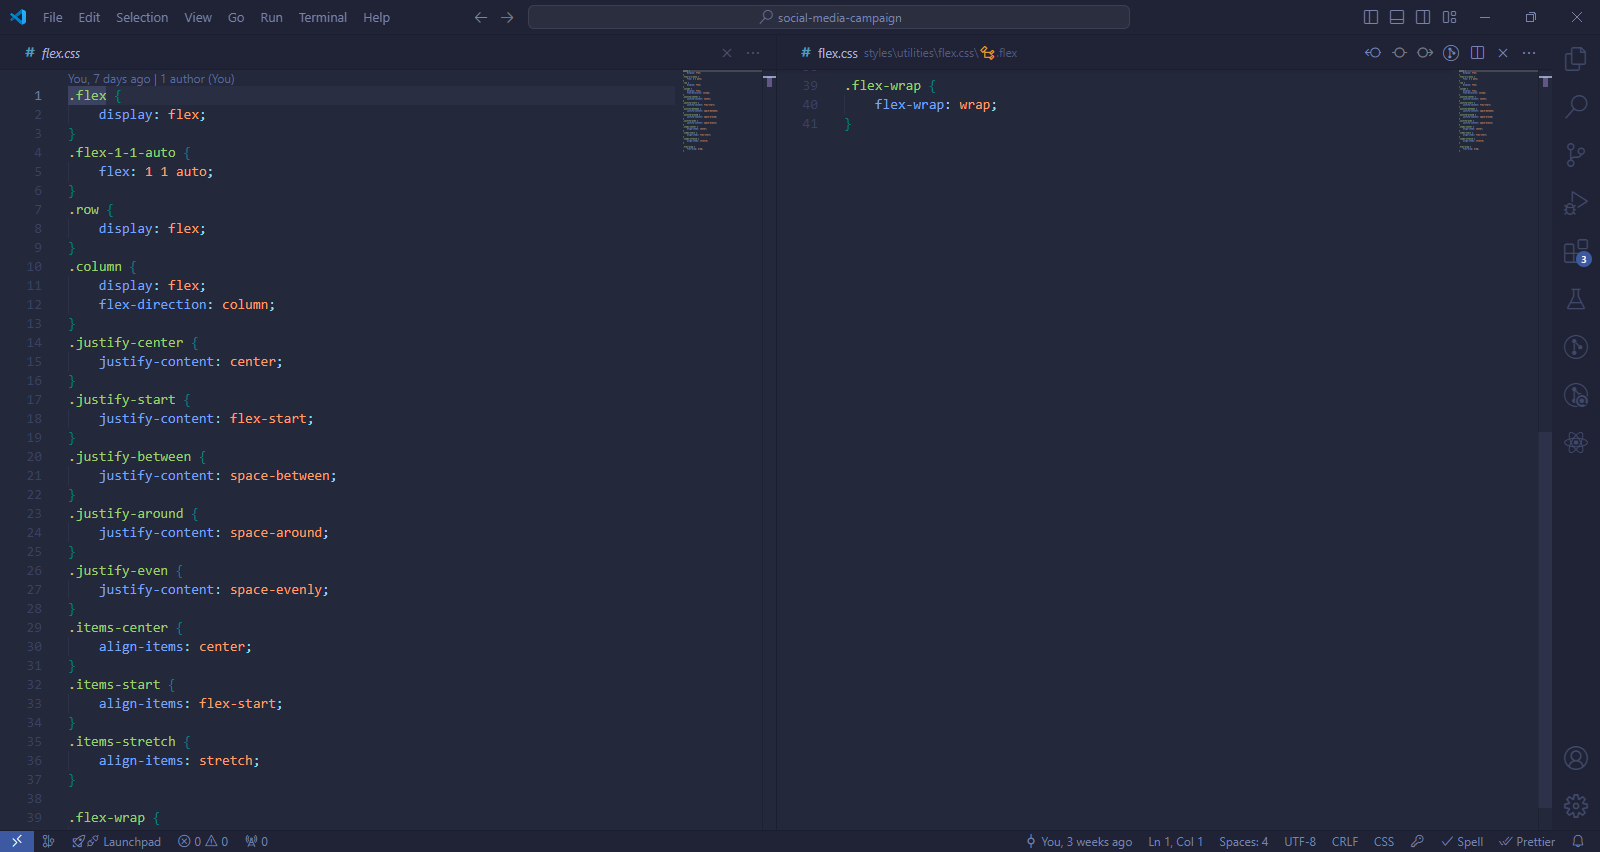 File Edit Selection View Go Run Terminal Help
social-media-campaign
# flex.css
You, 7 days ago | 1 author (You)
1 .flex {
2 display: flex;
3 }
4 .flex-1-1-auto {
5 flex: 1 1 auto;
6 }
7 .row {
8 display: flex;
9 }
10 .column {
11 display: flex;
12 flex-direction: column;
13 }
14 .justify-center {
15 justify-content: center;
16 }
17 .justify-start {
18 justify-content: flex-start;
19 }
20 .justify-between {
21 justify-content: space-between;
22 }
23 .justify-around {
24 justify-content: space-around;
25 }
26 .justify-even {
27 justify-content: space-evenly;
28 }
29 .items-center {
30 align-items: center;
31 }
32 .items-start {
33 align-items: flex-start;
34 }
35 .items-stretch {
36 align-items: stretch;
37 }
38
39 .flex-wrap {
# flex.css styles\utilities\flex.css\ .flex
39 .flex-wrap {
40 flex-wrap: wrap;
41 }
3
Launchpad 0 0 0
You, 3 weeks ago Ln 1, Col 1 Spaces: 4 UTF-8 CRLF CSS Spell Prettier